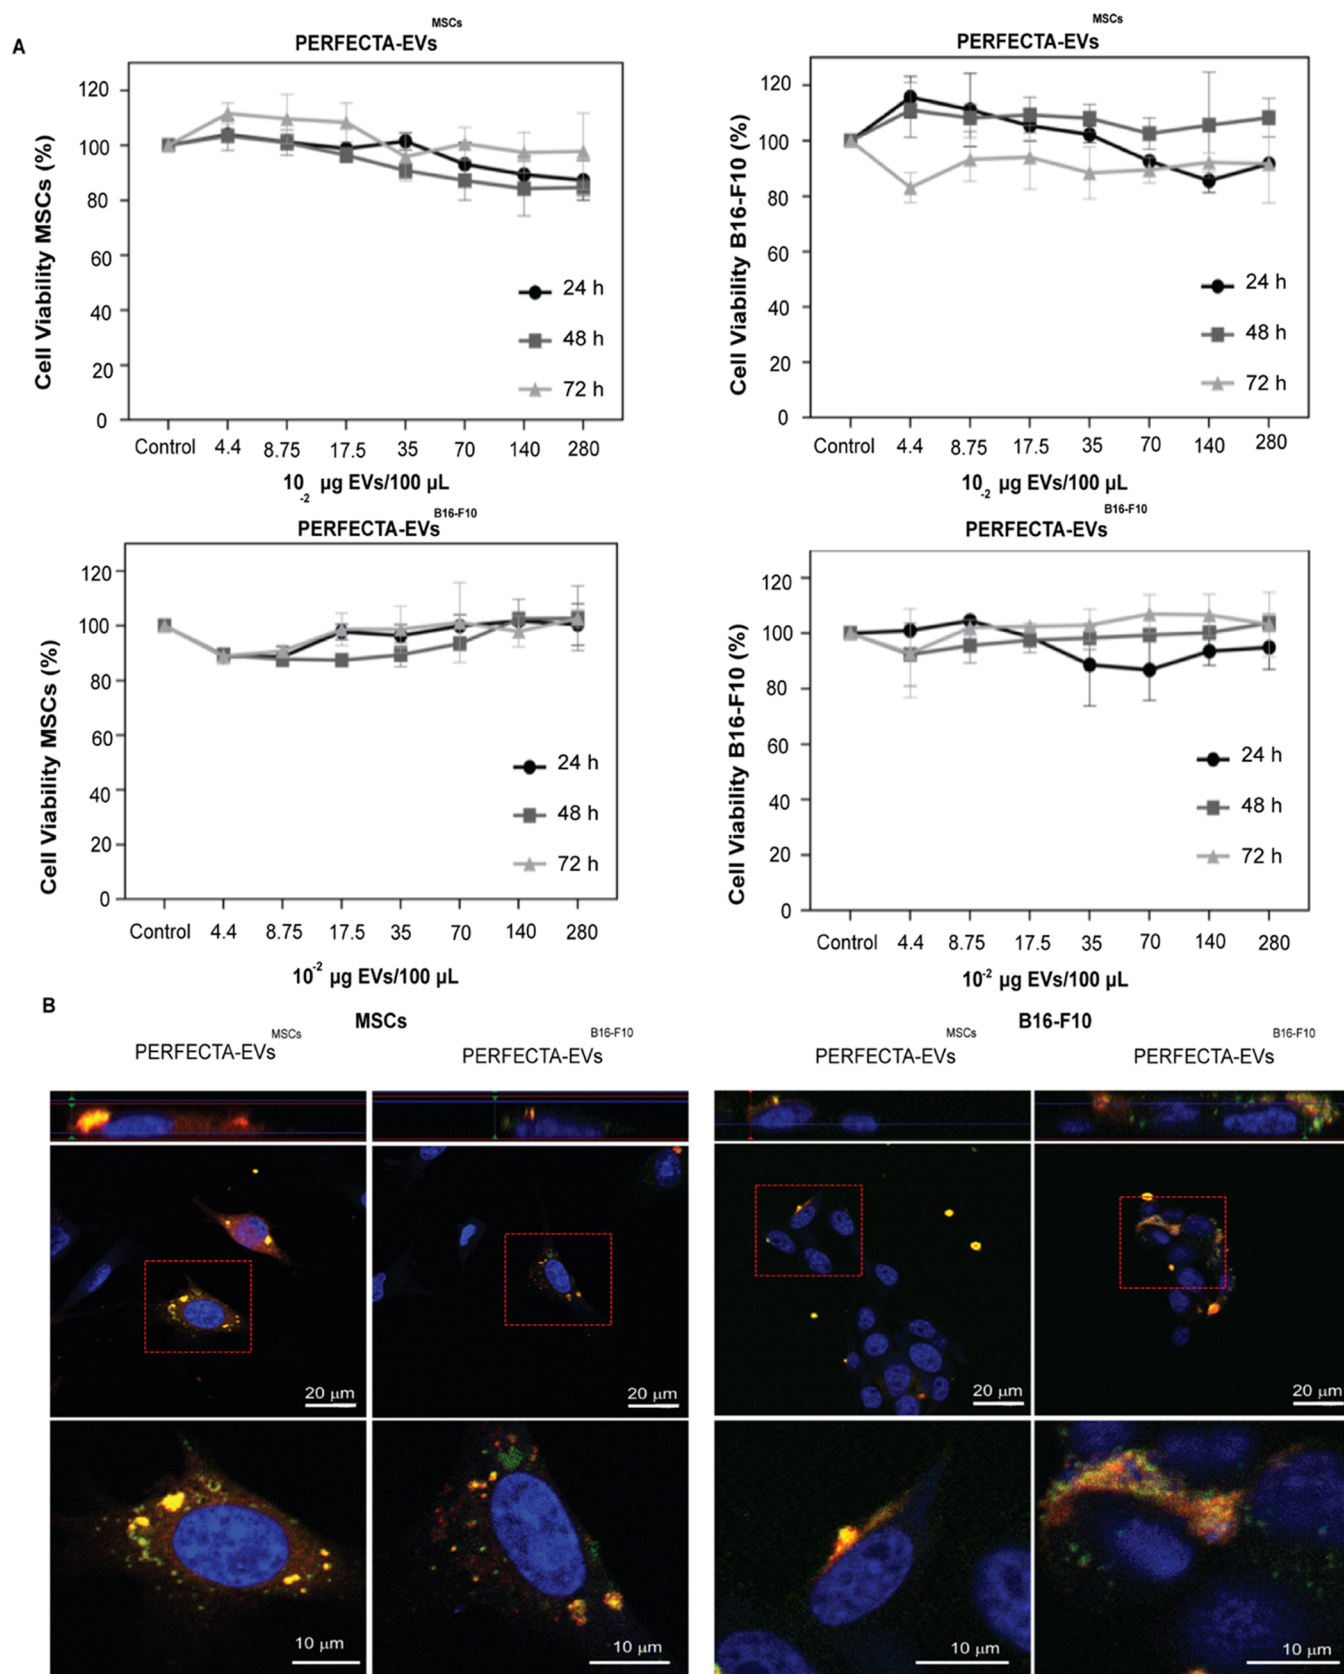 A
PERFECTA-EVs MSCs
Cell Viability MSCs (%)
120
100
80
60
40
20
0
24 h
48 h
72 h
Control 4.4 8.75 17.5 35 70 140 280
10-2 µg EVs/100 µL
PERFECTA-EVs MSCs
Cell Viability B16-F10 (%)
120
100
80
60
40
20
0
24 h
48 h
72 h
Control 4.4 8.75 17.5 35 70 140 280
10-2 µg EVs/100 µL
PERFECTA-EVs B16-F10
Cell Viability MSCs (%)
120
100
80
60
40
20
0
24 h
48 h
72 h
Control 4.4 8.75 17.5 35 70 140 280
10-2 µg EVs/100 µL
PERFECTA-EVs B16-F10
Cell Viability B16-F10 (%)
120
100
80
60
40
20
0
24 h
48 h
72 h
Control 4.4 8.75 17.5 35 70 140 280
10-2 µg EVs/100 µL
B
MSCs
B16-F10
PERFECTA-EVs MSCs
PERFECTA-EVs B16-F10
PERFECTA-EVs MSCs
PERFECTA-EVs B16-F10
20 µm
20 µm
20 µm
20 µm
10 µm
10 µm
10 µm
10 µm